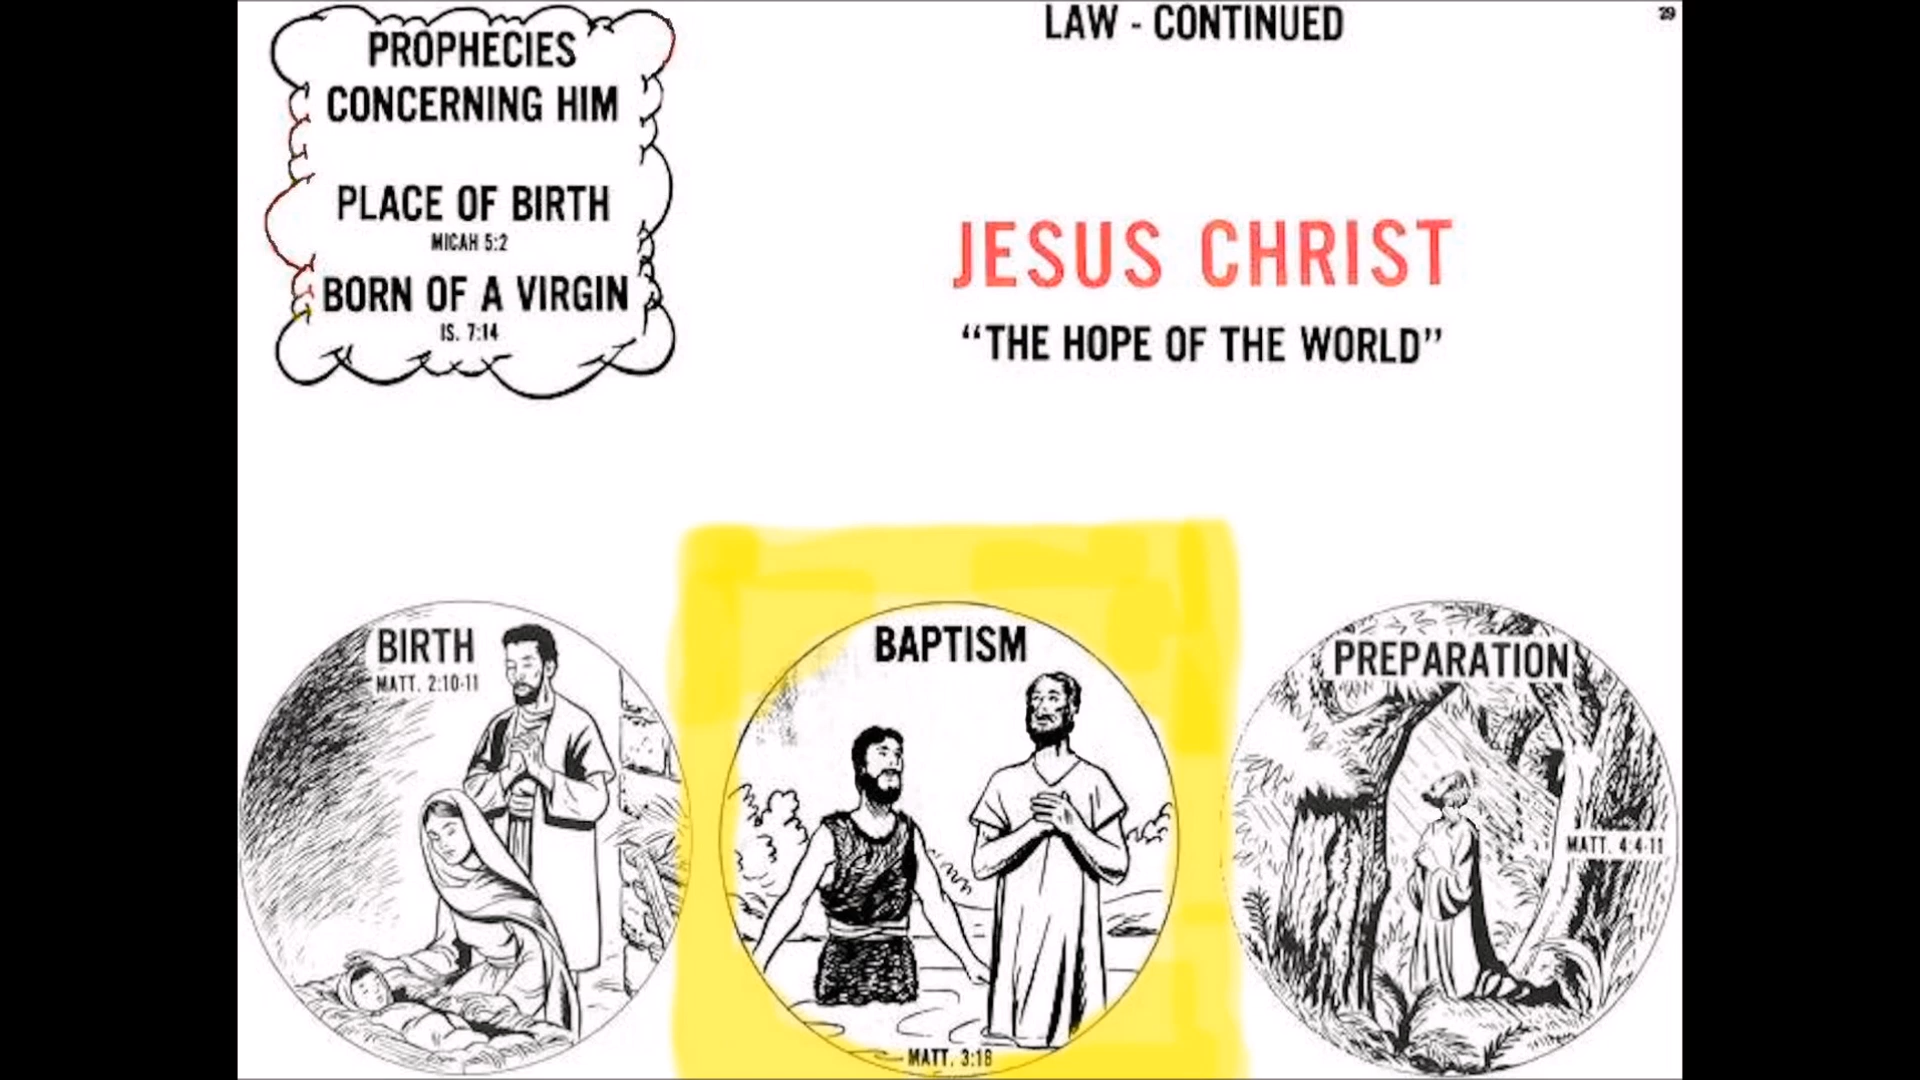 PROPHECIES
CONCERNING HIM
PLACE OF BIRTH
MICAH 5:2
BORN OF A VIRGIN
IS. 7:14
LAW - CONTINUED
29
JESUS CHRIST
“THE HOPE OF THE WORLD”
BIRTH
MATT. 2:10-11
BAPTISM
MATT. 3:16
PREPARATION
MATT. 4:4-11